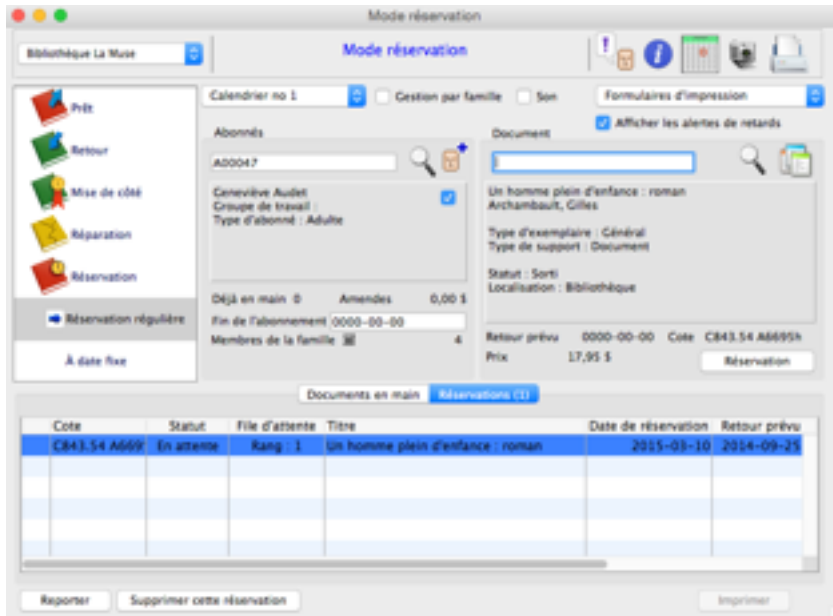 Mode réservation
Bibliothèque La Muse
Mode réservation
Prêt
Retour
Mise de côté
Réparation
Réservation
Réservation régulière
À date fixe
Calendrier no 1
Gestion par famille
Son
Formulaires d'impression
Afficher les alertes de retards
Abonnés
A00047
Geneviève Audet
Groupe de travail :
Type d'abonné : Adulte
Déjà en main 0 Amendes 0,00 $
Fin de l'abonnement 0000-00-00
Membres de la famille 4
Document
Un homme plein d'enfance : roman
Archambault, Gilles
Type d'exemplaire : Général
Type de support : Document
Statut : Sorti
Localisation : Bibliothèque
Retour prévu 0000-00-00 Cote C843.54 A6695h
Prix 17,95 $ Réservation
Documents en main Réservations (1)
Cote Statut File d'attente Titre Date de réservation Retour prévu
C843.54 A669 En attente Rang : 1 Un homme plein d'enfance : roman 2015-03-10 2014-09-25
Reporter Supprimer cette réservation Imprimer